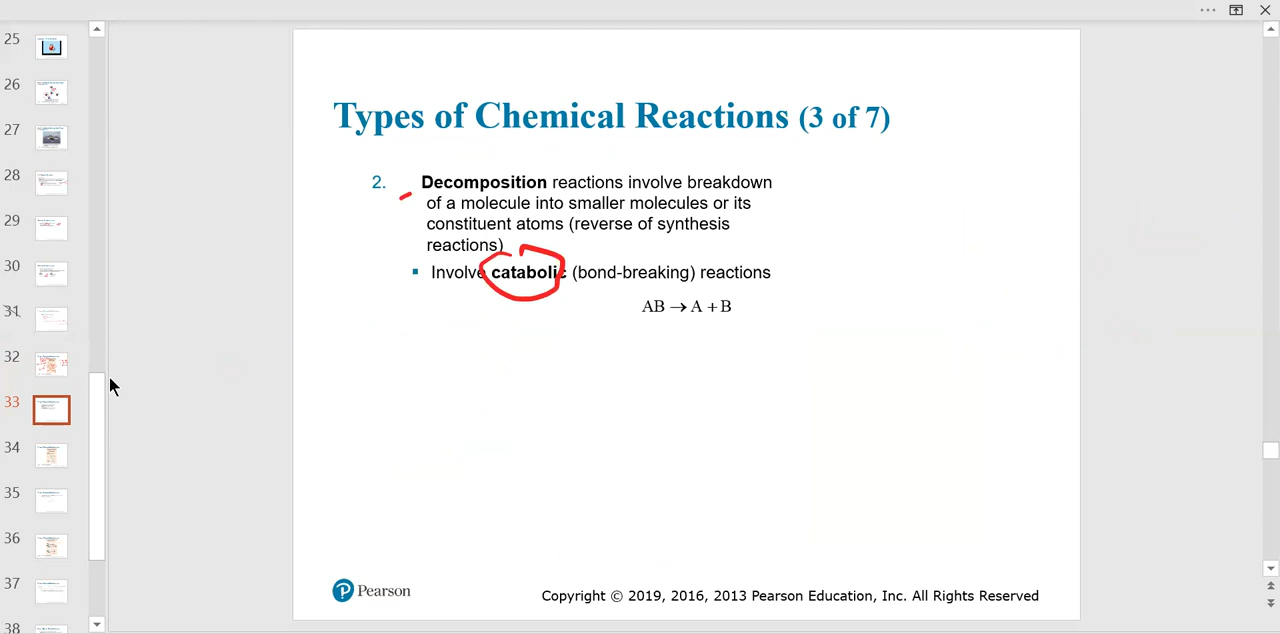 25
26
27
28
29
30
31
32
33
34
35
36
37
38
Types of Chemical Reactions (3 of 7)
2. Decomposition reactions involve breakdown
of a molecule into smaller molecules or its
constituent atoms (reverse of synthesis
reactions)
▪ Involve catabolic (bond-breaking) reactions
AB → A + B
P Pearson
Copyright © 2019, 2016, 2013 Pearson Education, Inc. All Rights Reserved